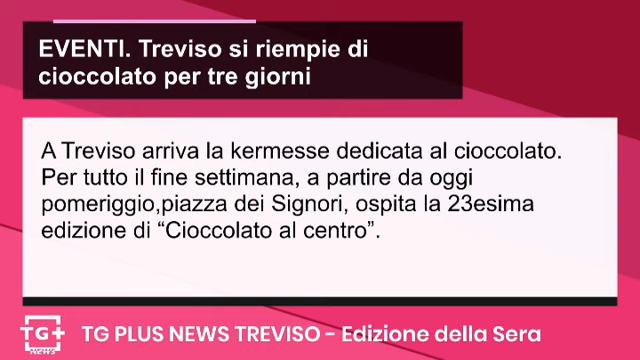 EVENTI. Treviso si riempie di
cioccolato per tre giorni
A Treviso arriva la kermesse dedicata al cioccolato.
Per tutto il fine settimana, a partire da oggi
pomeriggio,piazza dei Signori, ospita la 23esima
edizione di “Cioccolato al centro”.
TG+
NEWS
TG PLUS NEWS TREVISO - Edizione della Sera